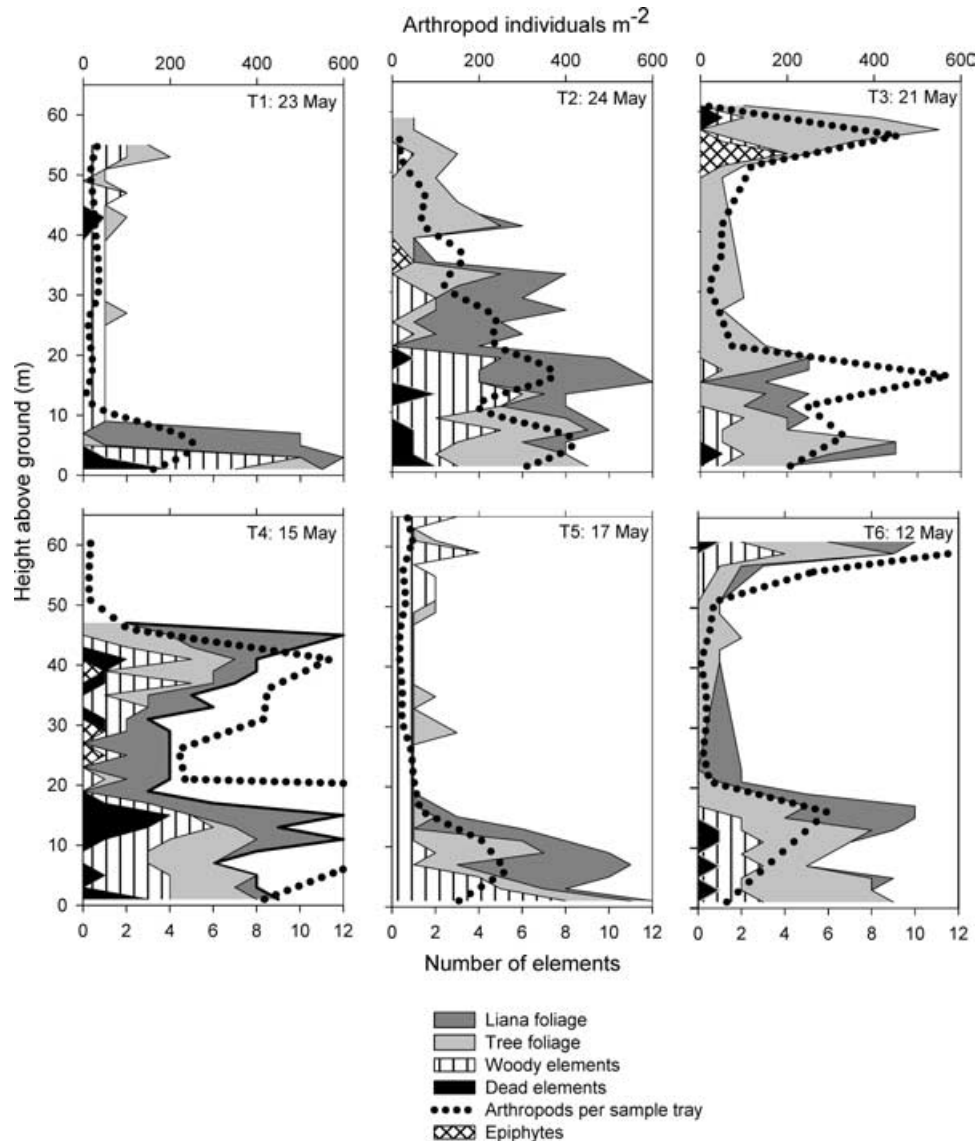 Arthropod individuals m-2
0 200 400 600 0 200 400 600 0 200 400 600
T1: 23 May T2: 24 May T3: 21 May
60
50
40
30
20
10
0
Height above ground (m)
T4: 15 May T5: 17 May T6: 12 May
60
50
40
30
20
10
0
0 2 4 6 8 10 12 0 2 4 6 8 10 12 0 2 4 6 8 10 12
Number of elements
Liana foliage
Tree foliage
Woody elements
Dead elements
Arthropods per sample tray
Epiphytes